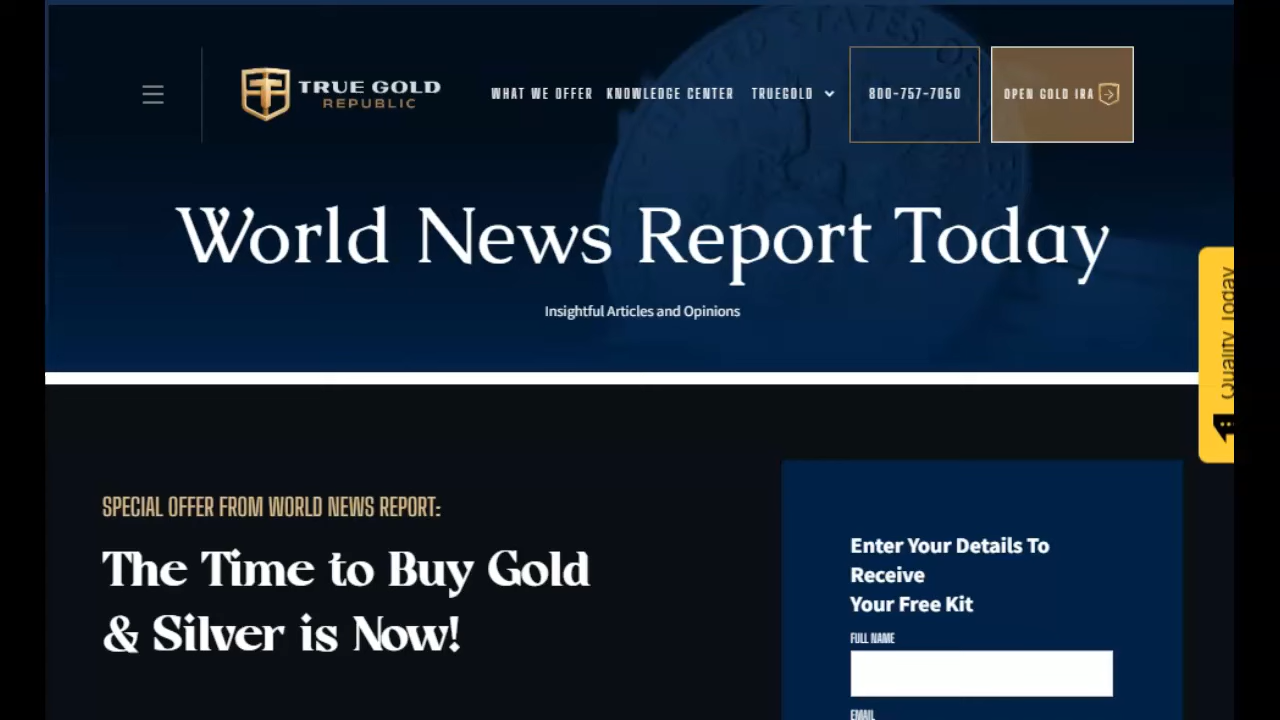 TRUE GOLD
REPUBLIC
WHAT WE OFFER KNOWLEDGE CENTER TRUEGOLD
800-757-7050
OPEN GOLD IRA
World News Report Today
Insightful Articles and Opinions
Qualify Today
SPECIAL OFFER FROM WORLD NEWS REPORT:
The Time to Buy Gold
& Silver is Now!
Enter Your Details To
Receive
Your Free Kit
FULL NAME
EMAIL